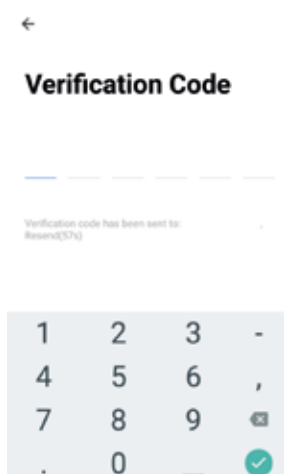 Verification Code
Verification code has been sent to: ,
Resend(57s)
1 2 3 -
4 5 6 ,
7 8 9
. 0 _